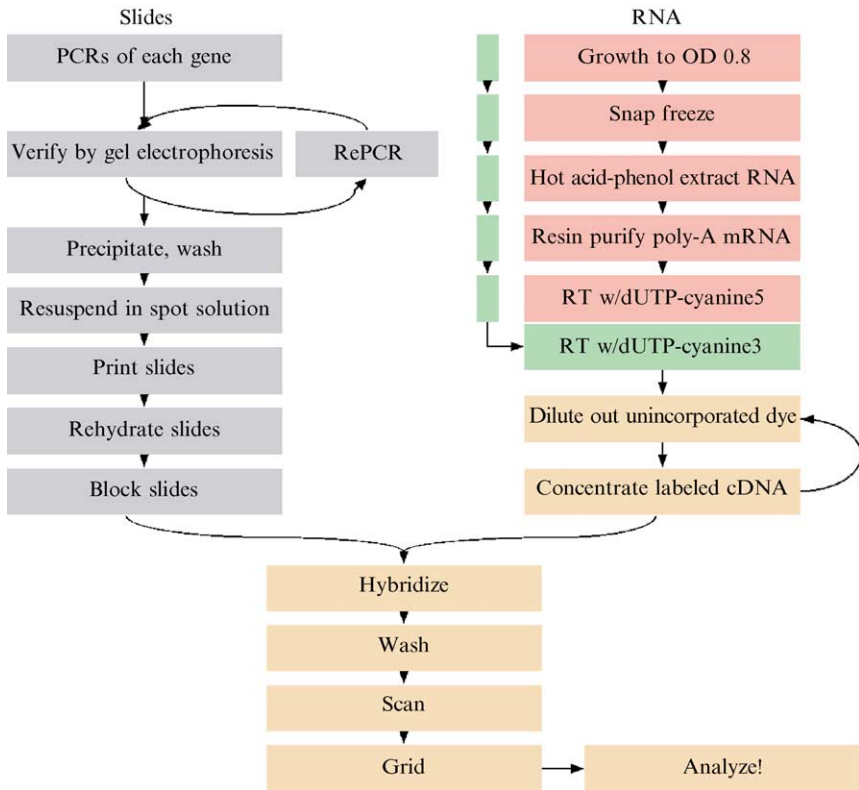 Slides
PCRs of each gene
Verify by gel electrophoresis
RePCR
Precipitate, wash
Resuspend in spot solution
Print slides
Rehydrate slides
Block slides
RNA
Growth to OD 0.8
Snap freeze
Hot acid-phenol extract RNA
Resin purify poly-A mRNA
RT w/dUTP-cyanine5
RT w/dUTP-cyanine3
Dilute out unincorporated dye
Concentrate labeled cDNA
Hybridize
Wash
Scan
Grid
Analyze!